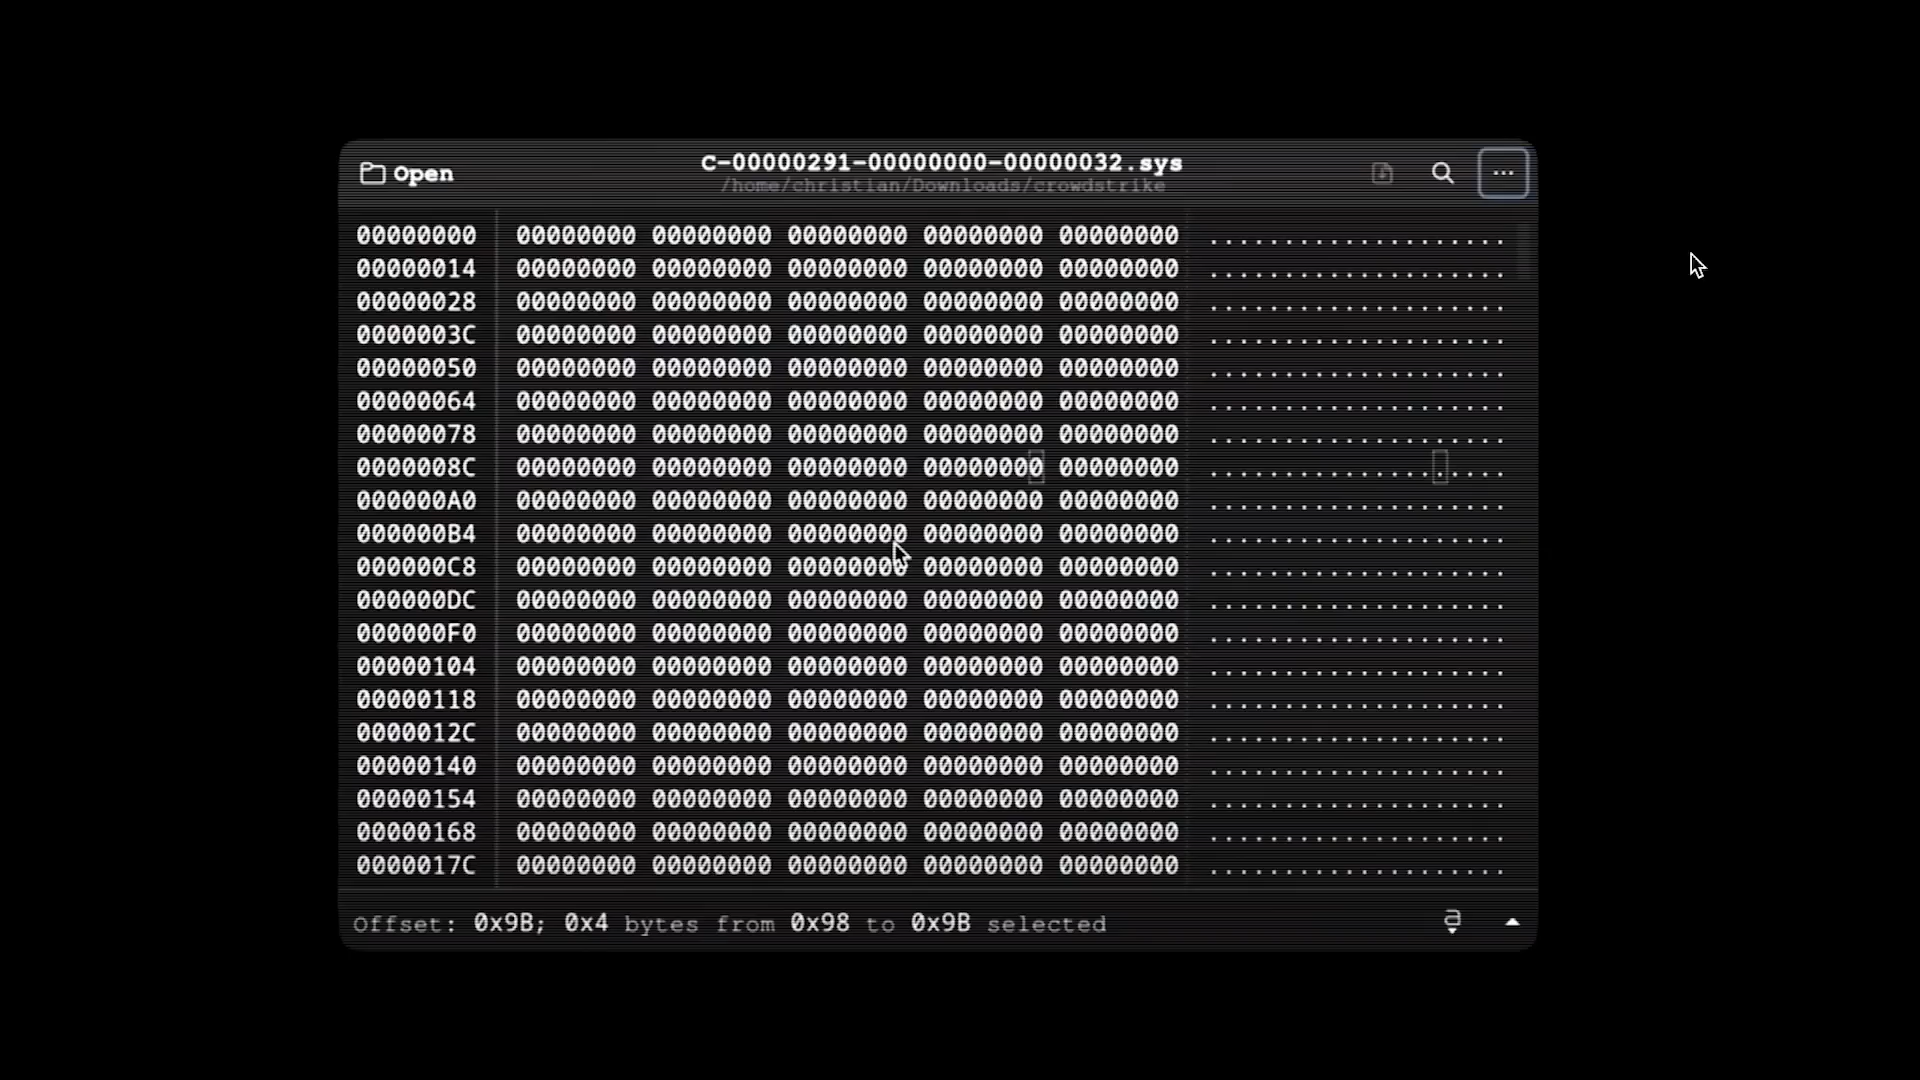 Open
C-00000291-00000000-00000032.sys
/home/christian/Downloads/crowdstrike
00000000 00000000 00000000 00000000 00000000 00000000 ....................
00000014 00000000 00000000 00000000 00000000 00000000 ....................
00000028 00000000 00000000 00000000 00000000 00000000 ....................
0000003C 00000000 00000000 00000000 00000000 00000000 ....................
00000050 00000000 00000000 00000000 00000000 00000000 ....................
00000064 00000000 00000000 00000000 00000000 00000000 ....................
00000078 00000000 00000000 00000000 00000000 00000000 ....................
0000008C 00000000 00000000 00000000 00000000 00000000 ....................
000000A0 00000000 00000000 00000000 00000000 00000000 ....................
000000B4 00000000 00000000 00000000 00000000 00000000 ....................
000000C8 00000000 00000000 00000000 00000000 00000000 ....................
000000DC 00000000 00000000 00000000 00000000 00000000 ....................
000000F0 00000000 00000000 00000000 00000000 00000000 ....................
00000104 00000000 00000000 00000000 00000000 00000000 ....................
00000118 00000000 00000000 00000000 00000000 00000000 ....................
0000012C 00000000 00000000 00000000 00000000 00000000 ....................
00000140 00000000 00000000 00000000 00000000 00000000 ....................
00000154 00000000 00000000 00000000 00000000 00000000 ....................
00000168 00000000 00000000 00000000 00000000 00000000 ....................
0000017C 00000000 00000000 00000000 00000000 00000000 ....................
Offset: 0x9B; 0x4 bytes from 0x98 to 0x9B selected